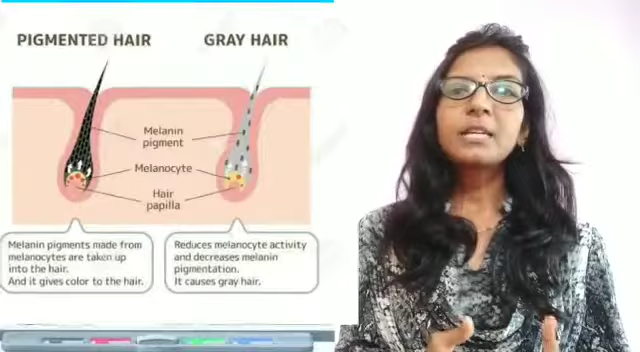 PIGMENTED HAIR
GRAY HAIR
Melanin
pigment
Melanocyte
Hair
papilla
Melanin pigments made from
melanocytes are taken up
into the hair.
And it gives color to the hair.
Reduces melanocyte activity
and decreases melanin
pigmentation.
It causes gray hair.